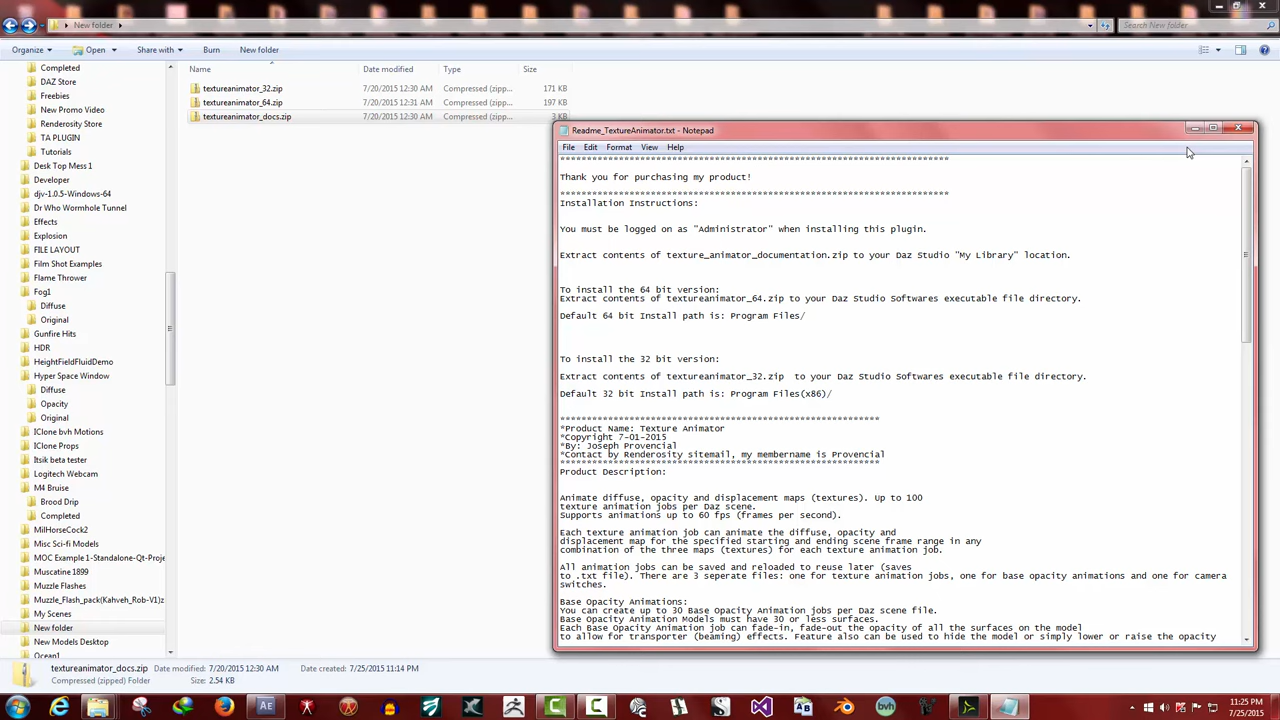 New folder
Search New folder
Organize
Open
Share with
Burn
New folder
Completed
DAZ Store
Freebies
New Promo Video
Renderosity Store
TA PLUGIN
Tutorials
Desk Top Mess 1
Developer
djv-1.0.5-Windows-64
Dr Who Wormhole Tunnel
Effects
Explosion
FILE LAYOUT
Film Shot Examples
Flame Thrower
Fog1
Diffuse
Original
Gunfire Hits
HDR
HeightFieldFluidDemo
Hyper Space Window
Diffuse
Opacity
Original
IClone bvh Motions
IClone Props
Itsik beta tester
Logitech Webcam
M4 Bruise
Brood Drip
Completed
MilHorseCock2
Misc Sci-fi Models
MOC Example 1-Standalone-Qt-Proje
Muscatine 1899
Muzzle Flashes
Muzzle_Flash_pack(Kahveh_Rob-V1)z
My Scenes
New folder
New Models Desktop
Ocean1
Name Date modified Type Size
textureanimator_32.zip 7/20/2015 12:30 AM Compressed (zipp... 171 KB
textureanimator_64.zip 7/20/2015 12:31 AM Compressed (zipp... 197 KB
textureanimator_docs.zip 7/20/2015 12:30 AM Compressed (zipp... 3 KB
Readme_TextureAnimator.txt - Notepad
File Edit Format View Help
*************************************************************************
Thank you for purchasing my product!
*************************************************************************
Installation Instructions:
You must be logged on as "Administrator" when installing this plugin.
Extract contents of texture_animator_documentation.zip to your Daz Studio "My Library" location.
To install the 64 bit version:
Extract contents of textureanimator_64.zip to your Daz Studio Softwares executable file directory.
Default 64 bit Install path is: Program Files/
To install the 32 bit version:
Extract contents of textureanimator_32.zip  to your Daz Studio Softwares executable file directory.
Default 32 bit Install path is: Program Files(x86)/
************************************************************
*Product Name: Texture Animator
*Copyright 7-01-2015
*By: Joseph Provencial
*Contact by Renderosity sitemail, my membername is Provencial
************************************************************
Product Description:
Animate diffuse, opacity and displacement maps (textures). Up to 100
texture animation jobs per Daz scene.
Supports animations up to 60 fps (frames per second).
Each texture animation job can animate the diffuse, opacity and
displacement map for the specified starting and ending scene frame range in any
combination of the three maps (textures) for each texture animation job.
All animation jobs can be saved and reloaded to reuse later (saves
to .txt file). There are 3 seperate files: one for texture animation jobs, one for base opacity animations and one for camera
switches.
Base Opacity Animations:
You can create up to 30 Base Opacity Animation jobs per Daz scene file.
Base Opacity Animation Models must have 30 or less surfaces.
Each Base Opacity Animation job can fade-in, fade-out the opacity of all the surfaces on the model
to allow for transporter (beaming) effects. Feature also can be used to hide the model or simply lower or raise the opacity
textureanimator_docs.zip Date modified: 7/20/2015 12:30 AM Date created: 7/25/2015 11:14 PM
Compressed (zipped) Folder Size: 2.54 KB
AE
bvh
11:25 PM
7/25/2015